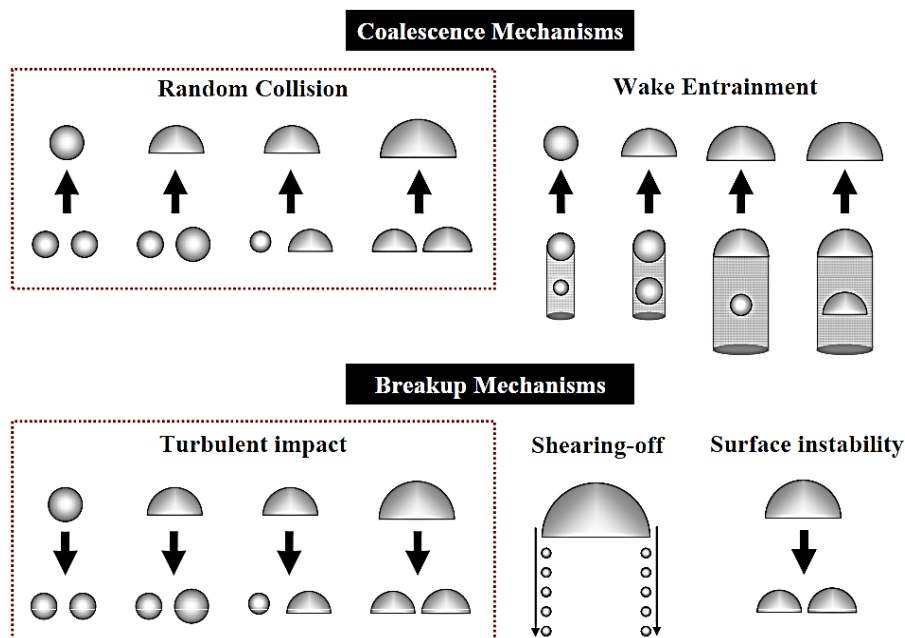 Coalescence Mechanisms
Random Collision
Wake Entrainment
Breakup Mechanisms
Turbulent impact
Shearing-off
Surface instability